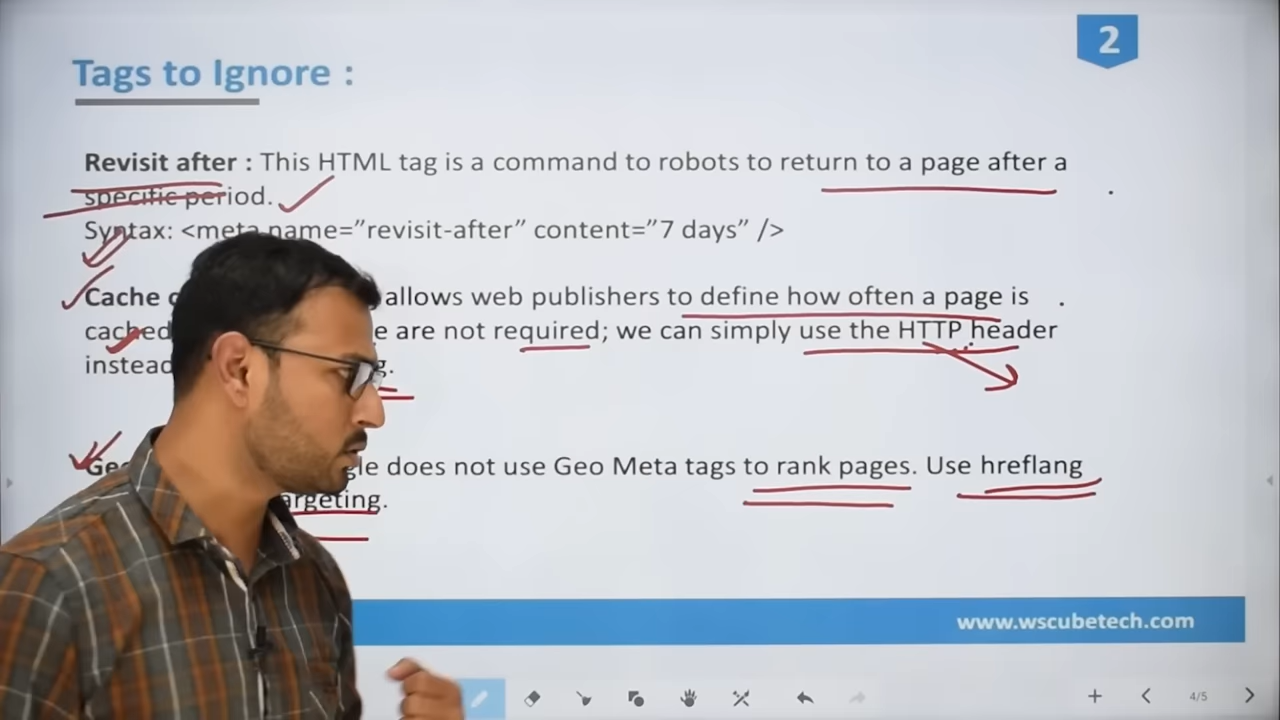 2
Tags to Ignore :
Revisit after : This HTML tag is a command to robots to return to a page after a
specific period.
Syntax: <meta name=”revisit-after” content=”7 days” />
Cache allows web publishers to define how often a page is .
cached are not required; we can simply use the HTTP header
instead
does not use Geo Meta tags to rank pages. Use hreflang
argeting.
www.wscubetech.com
4/5